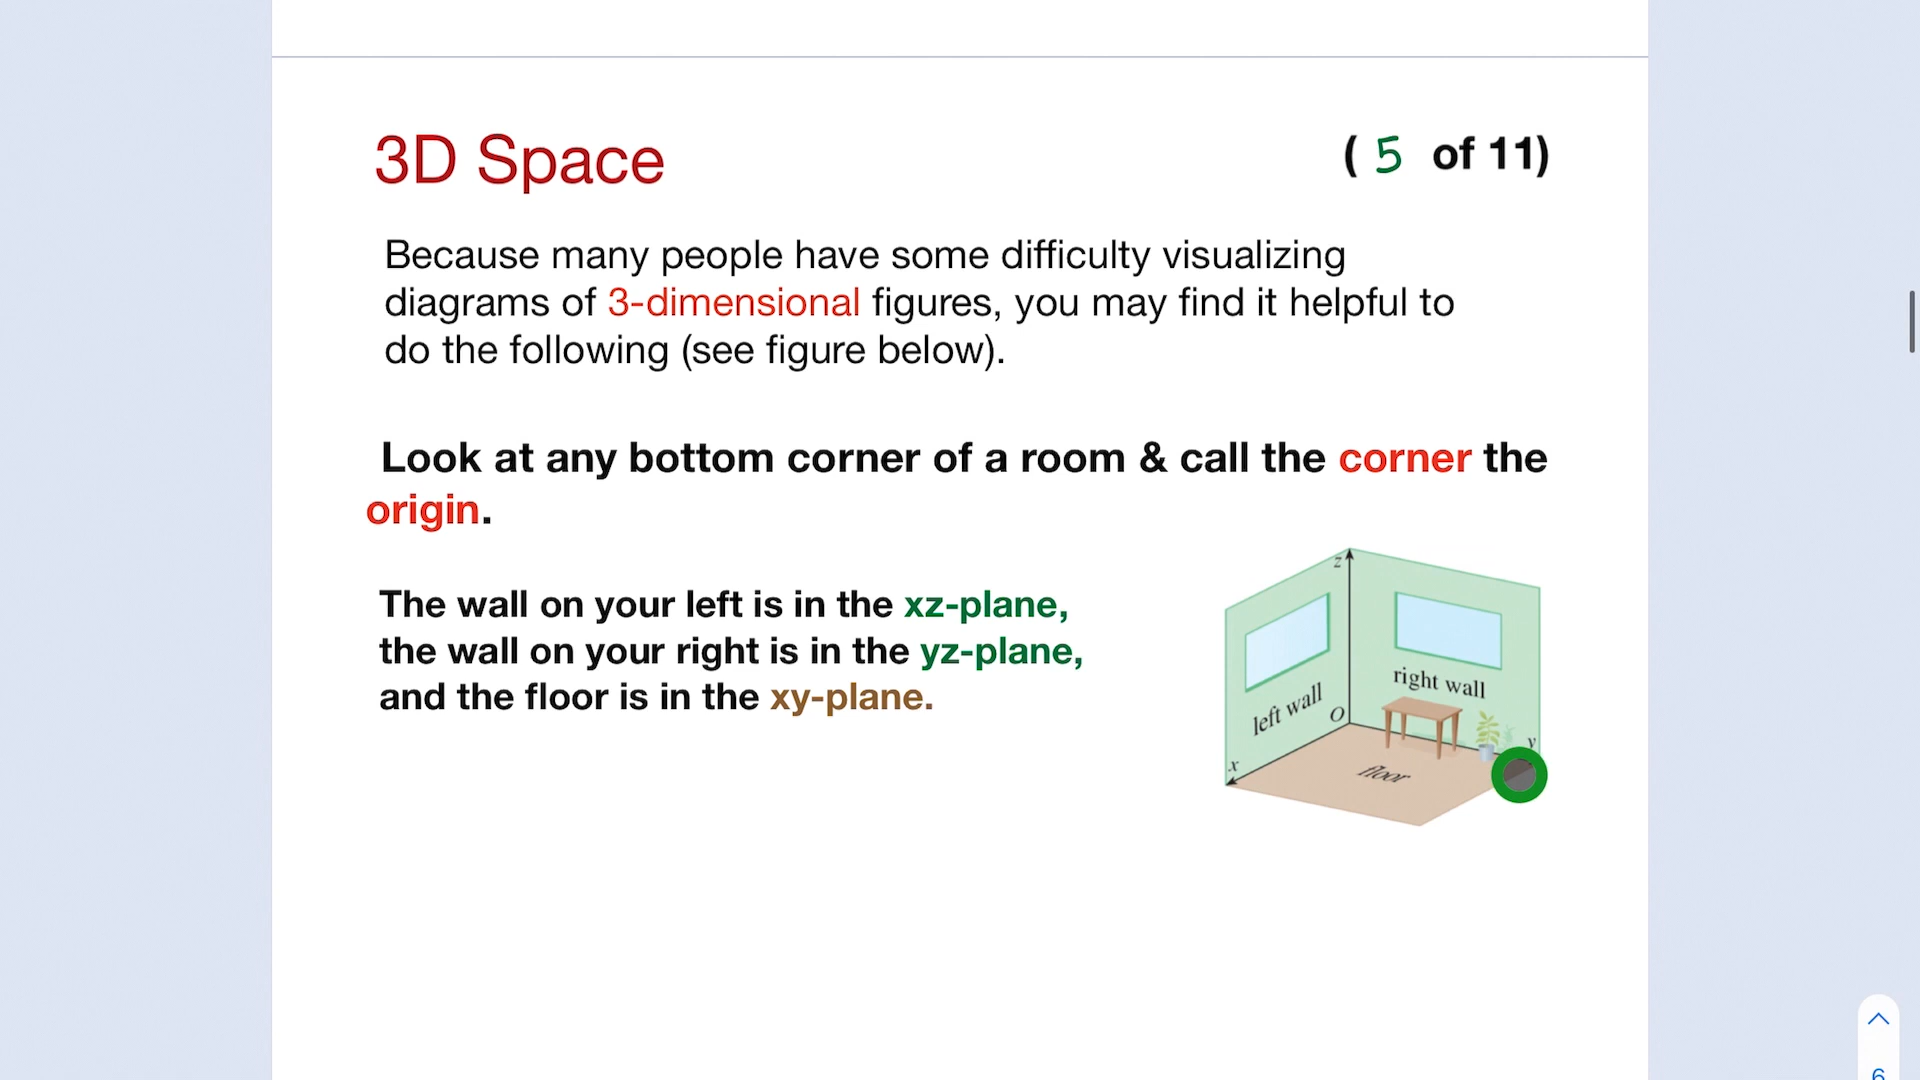 3D Space
( 5 of 11)
Because many people have some difficulty visualizing
diagrams of 3-dimensional figures, you may find it helpful to
do the following (see figure below).
Look at any bottom corner of a room & call the corner the
origin.
The wall on your left is in the xz-plane,
the wall on your right is in the yz-plane,
and the floor is in the xy-plane.
z
right wall
left wall
O
y
x
floor
6